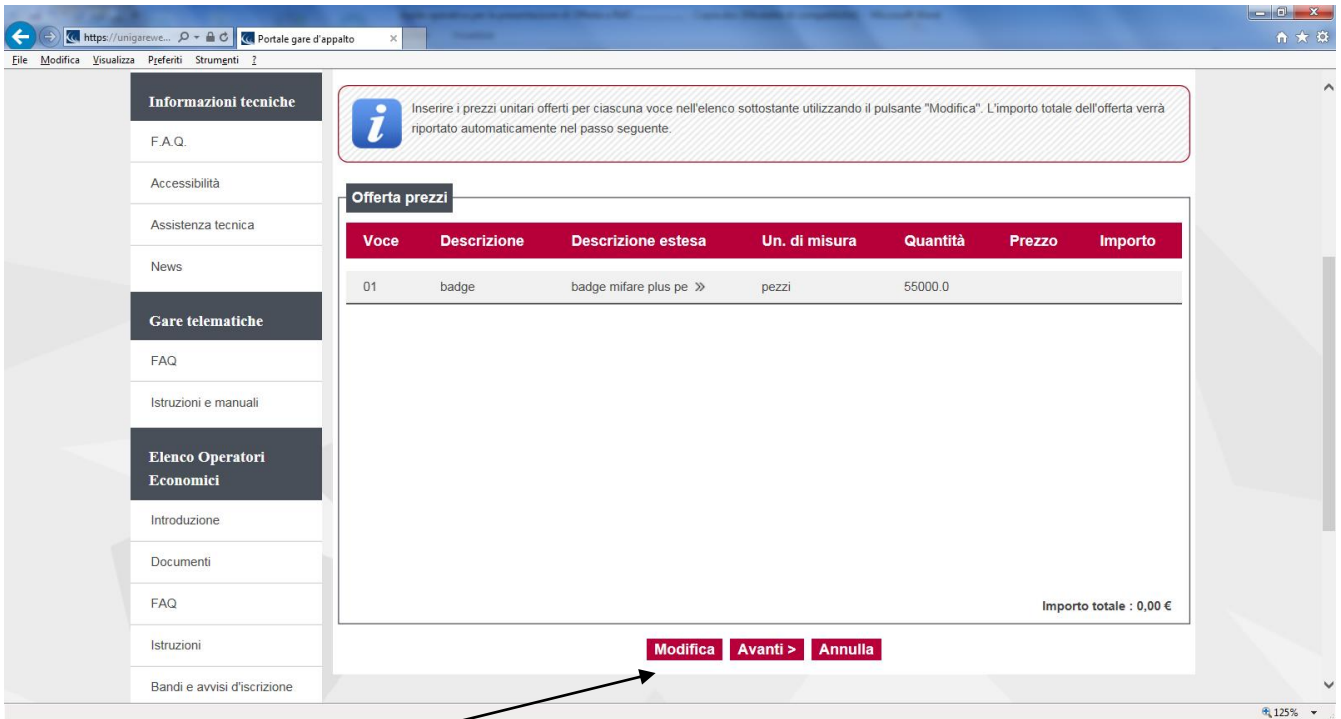 https://unigarewe...
Portale gare d'appalto
File Modifica Visualizza Preferiti Strumenti ?
Informazioni tecniche
F.A.Q.
Accessibilità
Assistenza tecnica
News
Gare telematiche
FAQ
Istruzioni e manuali
Elenco Operatori
Economici
Introduzione
Documenti
FAQ
Istruzioni
Bandi e avvisi d'iscrizione
Inserire i prezzi unitari offerti per ciascuna voce nell'elenco sottostante utilizzando il pulsante "Modifica". L'importo totale dell'offerta verrà
riportato automaticamente nel passo seguente.
Offerta prezzi
Voce Descrizione Descrizione estesa Un. di misura Quantità Prezzo Importo
01 badge badge mifare plus pe » pezzi 55000.0
Importo totale : 0,00 €
Modifica Avanti > Annulla
125%